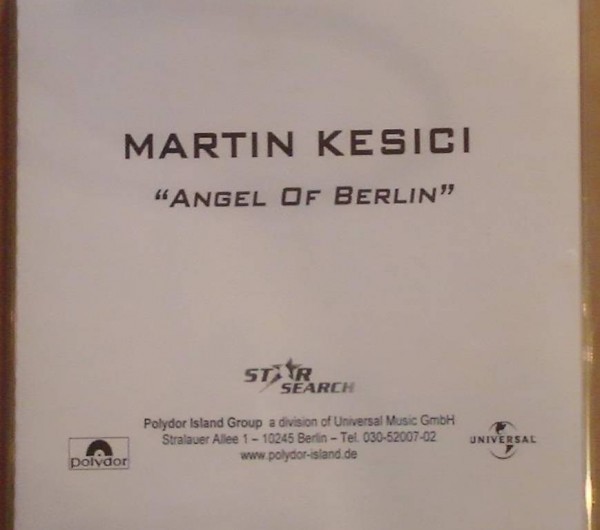 MARTIN KESICI
“ANGEL OF BERLIN”
STAR
SEARCH
Polydor Island Group a division of Universal Music GmbH
Stralauer Allee 1 – 10245 Berlin – Tel. 030-52007-02
www.polydor-island.de
polydor
UNIVERSAL